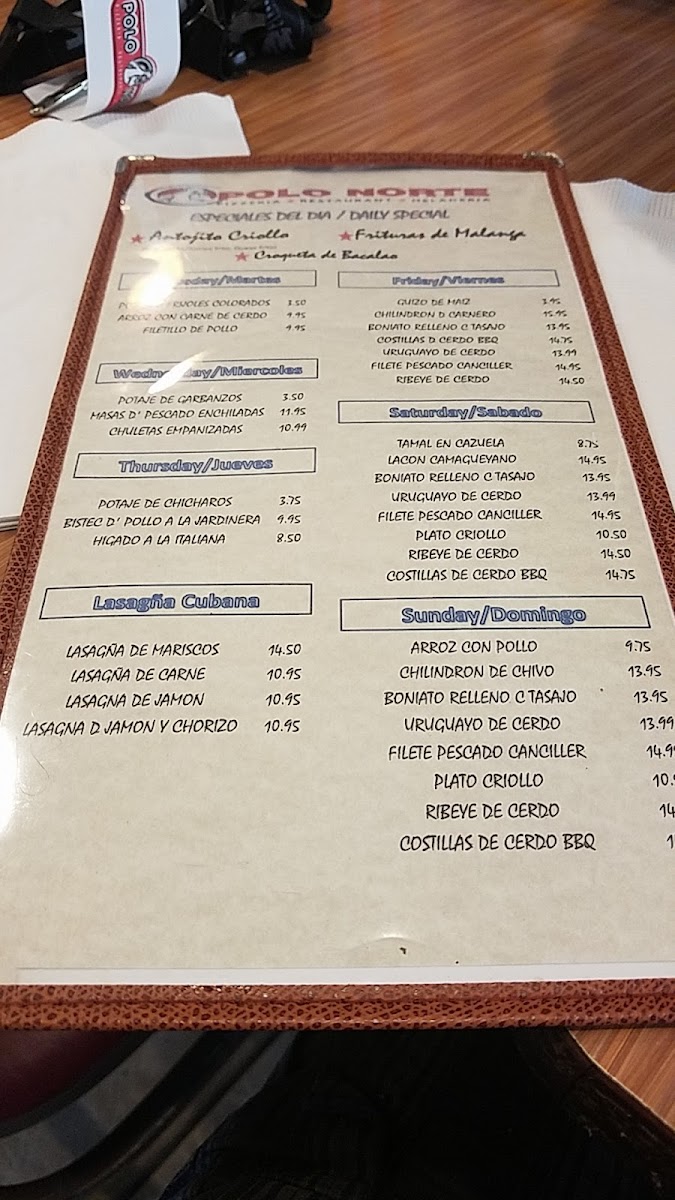 POLO
POLO NORTE
PIZZERIA RESTAURANT HELADERIA
ESPECIALES DEL DIA / DAILY SPECIAL
Antojito Criollo
Frituras de Malanga
Croqueta de Bacalao
day/Martes
COLORADOS 3.50
ARROZ CON CARNE DE CERDO 9.95
FILETILLO DE POLLO 9.95
Wednesday/Miercoles
POTAJE DE GARBANZOS 3.50
MASAS D' PESCADO ENCHILADAS 11.95
CHULETAS EMPANIZADAS 10.99
Thursday/Jueves
POTAJE DE CHICHAROS 3.75
BISTEC D' POLLO A LA JARDINERA 9.95
HIGADO A LA ITALIANA 8.50
Lasagña Cubana
LASAGÑA DE MARISCOS 14.50
LASAGÑA DE CARNE 10.95
LASAGNA DE JAMON 10.95
LASAGNA D JAMON Y CHORIZO 10.95
Friday/Viernes
GUIZO DE MAIZ 3.95
CHILINDRON D CARNERO 15.95
BONIATO RELLENO C TASAJO 13.95
COSTILLAS D CERDO BBQ 14.75
URUGUAYO DE CERDO 13.99
FILETE PESCADO CANCILLER 14.95
RIBEYE DE CERDO 14.50
Saturday/Sabado
TAMAL EN CAZUELA 8.75
LACON CAMAGUEYANO 14.95
BONIATO RELLENO C TASAJO 13.95
URUGUAYO DE CERDO 13.99
FILETE PESCADO CANCILLER 14.95
PLATO CRIOLLO 10.50
RIBEYE DE CERDO 14.50
COSTILLAS DE CERDO BBQ 14.75
Sunday/Domingo
ARROZ CON POLLO 9.75
CHILINDRON DE CHIVO 13.95
BONIATO RELLENO C TASAJO 13.95
URUGUAYO DE CERDO 13.99
FILETE PESCADO CANCILLER 14.9
PLATO CRIOLLO 10.
RIBEYE DE CERDO 14
COSTILLAS DE CERDO BBQ 1